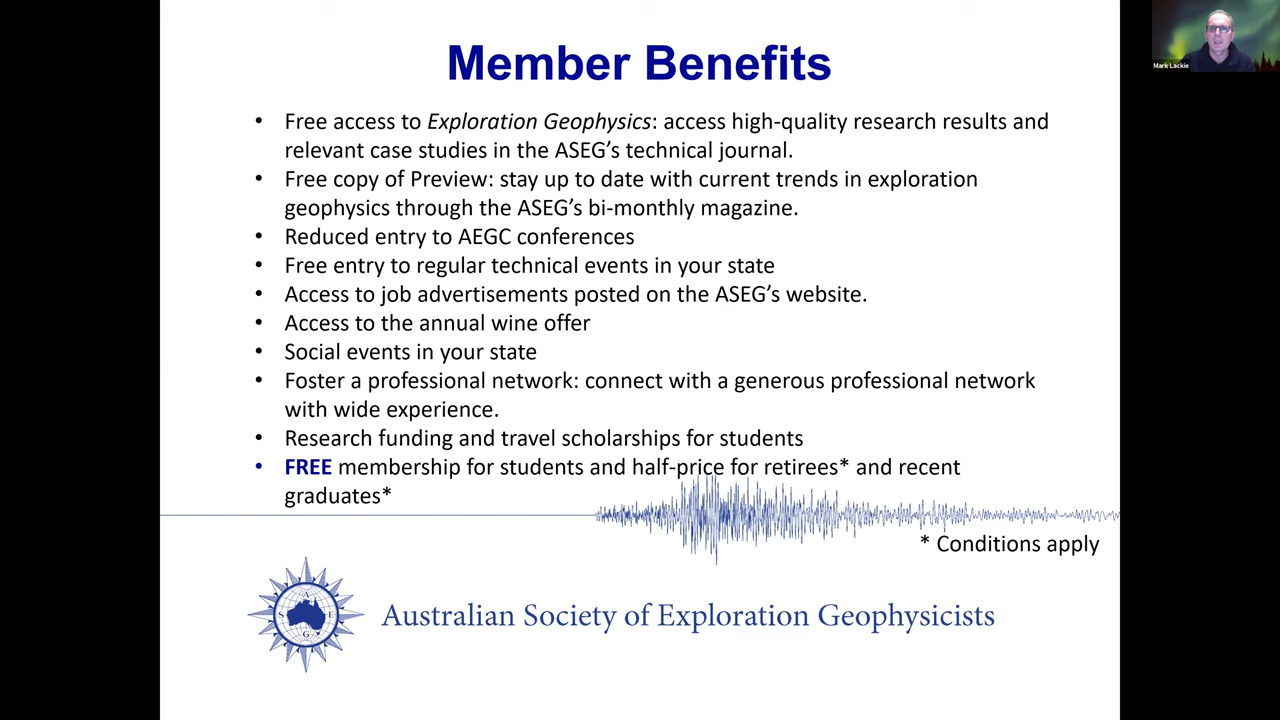 Member Benefits
Mark Lackie
• Free access to Exploration Geophysics: access high-quality research results and
relevant case studies in the ASEG’s technical journal.
• Free copy of Preview: stay up to date with current trends in exploration
geophysics through the ASEG’s bi-monthly magazine.
• Reduced entry to AEGC conferences
• Free entry to regular technical events in your state
• Access to job advertisements posted on the ASEG’s website.
• Access to the annual wine offer
• Social events in your state
• Foster a professional network: connect with a generous professional network
with wide experience.
• Research funding and travel scholarships for students
• FREE membership for students and half-price for retirees* and recent
graduates*
* Conditions apply
A
S E
G
Australian Society of Exploration Geophysicists